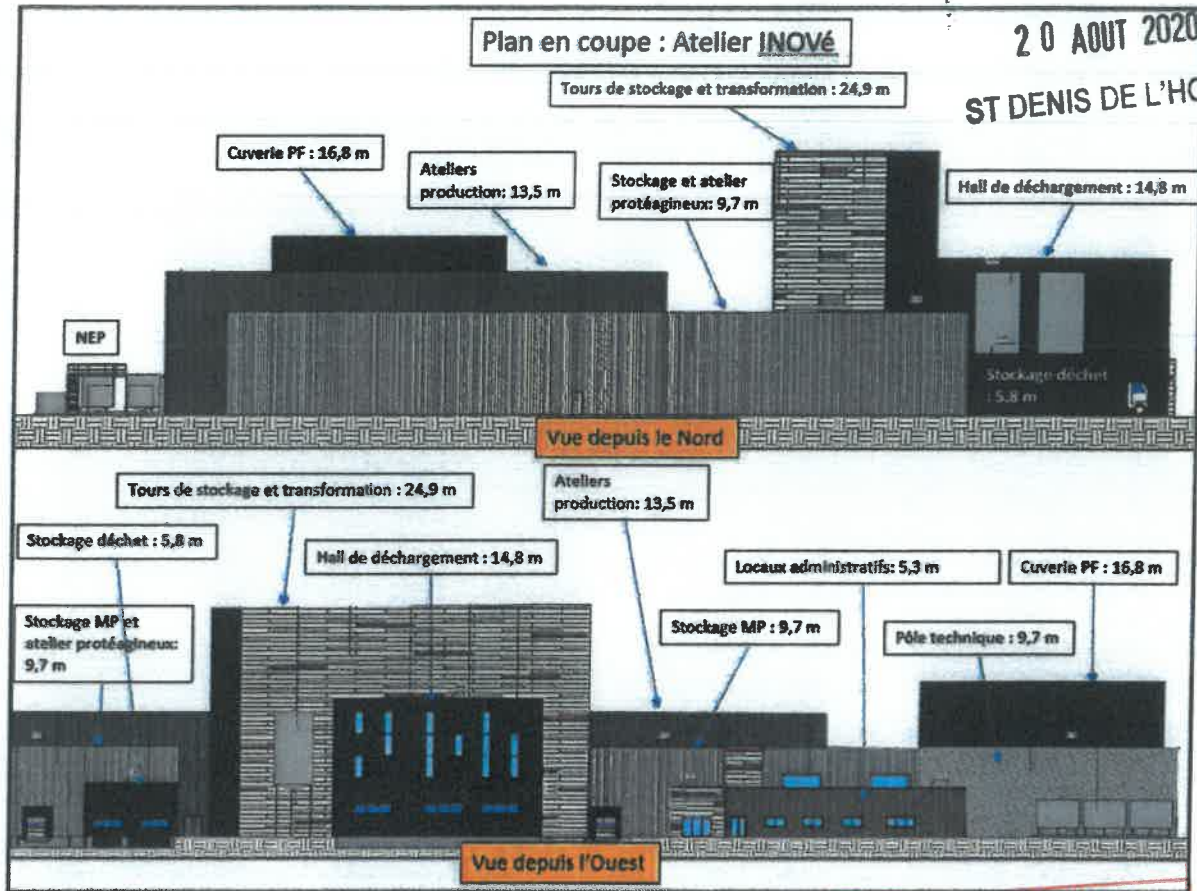 Plan en coupe : Atelier INOVé
20 AOUT 2020
ST DENIS DE L'HO
Tours de stockage et transformation : 24,9 m
Cuverie PF : 16,8 m
Ateliers
production: 13,5 m
Stockage et atelier
protéagineux: 9,7 m
Hall de déchargement : 14,8 m
NEP
Stockage déchet
: 5,8 m
Vue depuis le Nord
Tours de stockage et transformation : 24,9 m
Ateliers
production: 13,5 m
Stockage déchet : 5,8 m
Hall de déchargement : 14,8 m
Locaux administratifs: 5,3 m
Cuverie PF : 16,8 m
Stockage MP et
atelier protéagineux:
9,7 m
Stockage MP : 9,7 m
Pôle technique : 9,7 m
Vue depuis l'Ouest